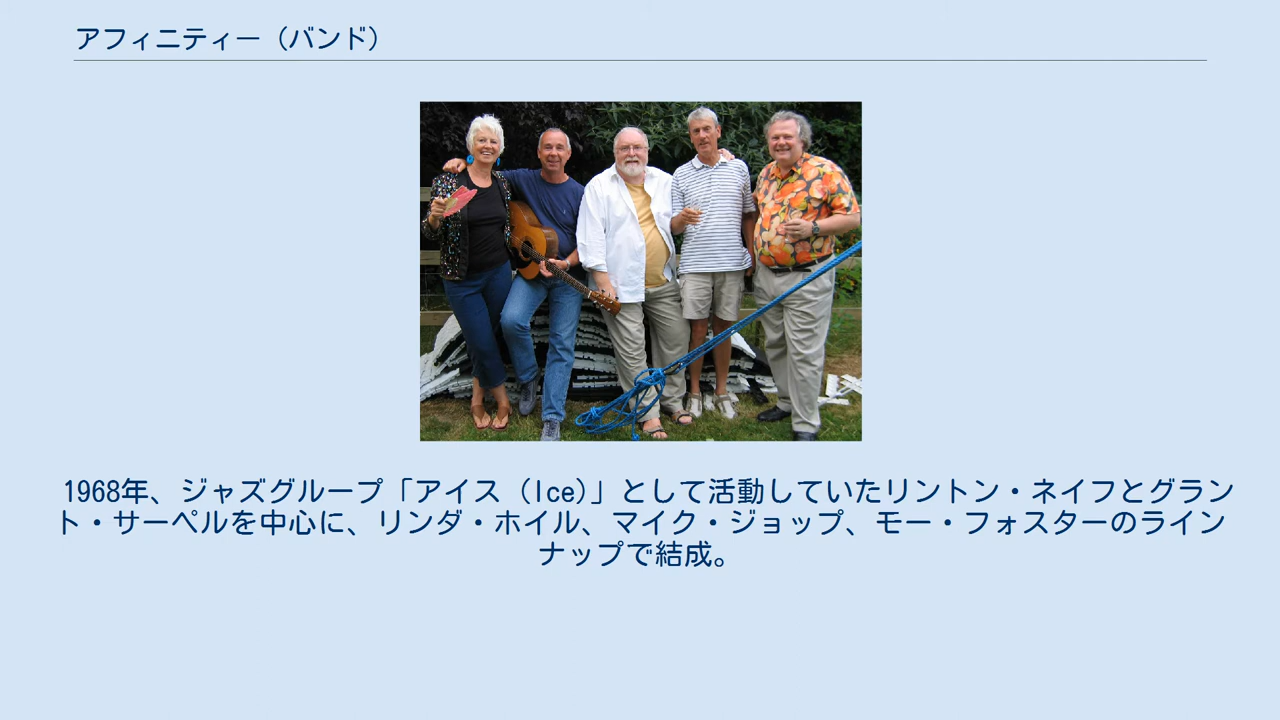 アフィニティー（バンド）
1968年、ジャズグループ「アイス（Ice）」として活動していたリントン・ネイフとグラン
ト・サーペルを中心に、リンダ・ホイル、マイク・ジョップ、モー・フォスターのライン
ナップで結成。